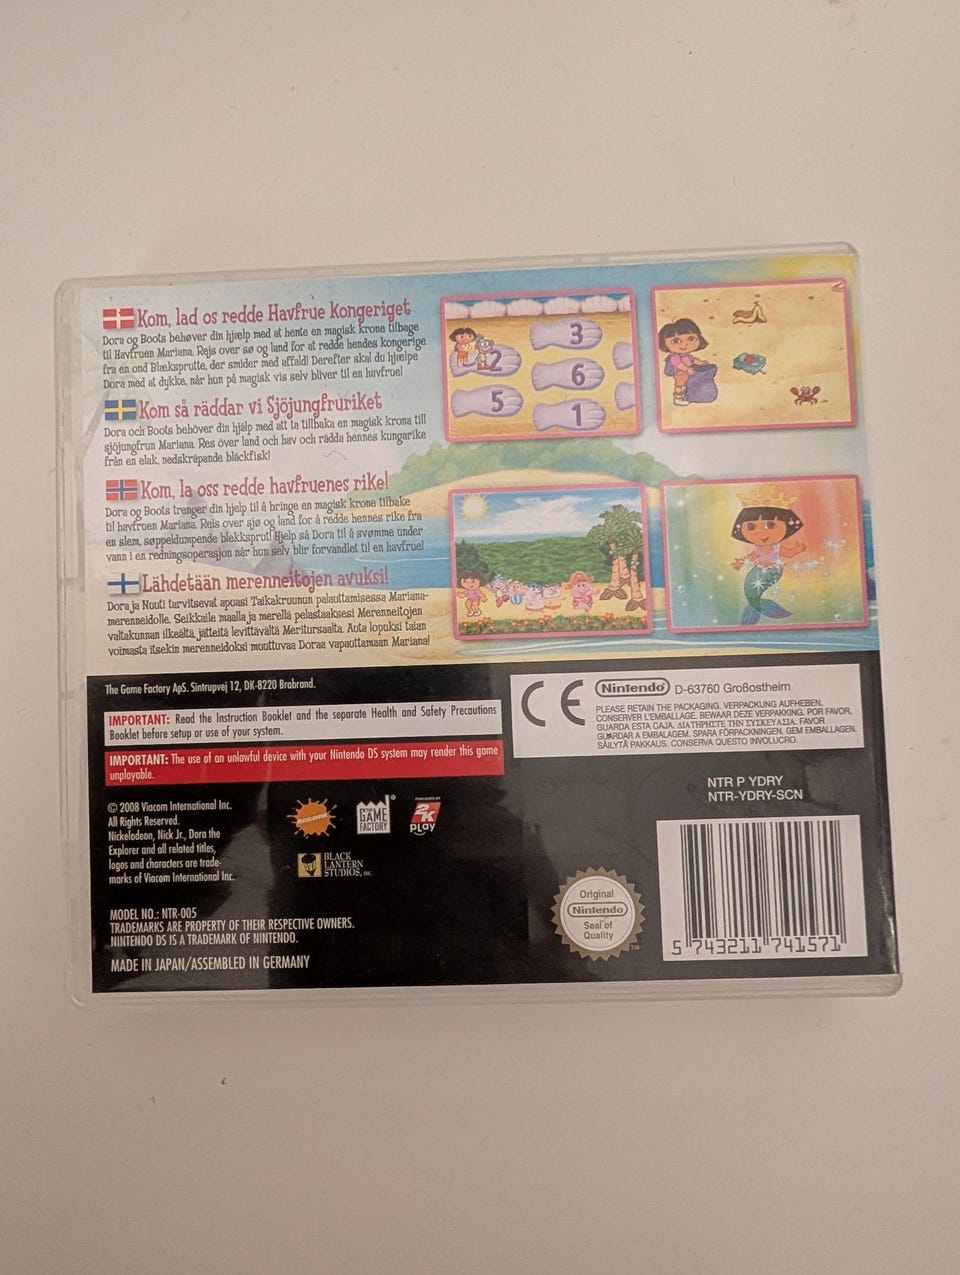 Kom, lad os redde Havfrue Kongeriget
Dora og Boots behøver din hjælp med at hente en magisk krone tilbage
til Havfruen Mariana. Rejs over sø og land for at redde hendes kongerige
fra en ond Blæksprutte, der smider med affald! Derefter skal du hjælpe
Dora med at dykke, når hun på magisk vis selv bliver til en havfrue!
Kom så räddar vi Sjöjungfruriket
Dora och Boots behöver din hjälp med att ta tillbaka en magisk krona till
sjöjungfrun Mariana. Res över land och hav och rädda hennes kungarike
från en elak, nedskräpande bläckfisk!
Kom, la oss redde havfruenes rike!
Dora og Boots trenger din hjelp til å bringe en magisk krone tilbake
til havfruen Mariana. Reis over sjø og land for å redde hennes rike fra
en slem, søppeldumpende blekksprut! Hjelp så Dora til å svømme under
vann i en redningsoperasjon når hun selv blir forvandlet til en havfrue!
Lähdetään merenneitojen avuksi!
Dora ja Nuuti tarvitsevat apuasi Taikakruunun palauttamisessa Mariana-
merenneidolle. Seikkaile maalla ja merellä pelastaaksesi Merenneitojen
valtakunnan ilkeältä, jätteitä levittävältä Meritursaalta. Auta lopuksi taian
voimasta itsekin merenneidoksi muuttuvaa Doraa vapauttamaan Mariana!
3
2
6
5
1
The Game Factory ApS. Sintrupvej 12, DK-8220 Brabrand.
IMPORTANT: Read the Instruction Booklet and the separate Health and Safety Precautions
Booklet before setup or use of your system.
IMPORTANT: The use of an unlawful device with your Nintendo DS system may render this game
unplayable.
CE
Nintendo D-63760 Großostheim
PLEASE RETAIN THE PACKAGING. VERPACKUNG AUFHEBEN.
CONSERVER L'EMBALLAGE. BEWAAR DEZE VERPAKKING. POR FAVOR,
GUARDA ESTA CAJA. ΔΙΑΤΗΡΗΣΤΕ ΤΗΝ ΣΥΣΚΕΥΑΣΙΑ. FAVOR
GUARDAR A EMBALAGEM. SPARA FÖRPACKNINGEN. GEM EMBALLAGEN.
SÄILYTÄ PAKKAUS. CONSERVA QUESTO INVOLUCRO.
NTR P YDRY
NTR-YDRY-SCN
© 2008 Viacom International Inc.
All Rights Reserved.
Nickelodeon, Nick Jr., Dora the
Explorer and all related titles,
logos and characters are trade-
marks of Viacom International Inc.
NICKELODEON
THE
GAME
FACTORY
PUBLISHED BY
2K
PLAY
BLACK
LANTERN
STUDIOS, INC.
MODEL NO.: NTR-005
TRADEMARKS ARE PROPERTY OF THEIR RESPECTIVE OWNERS.
NINTENDO DS IS A TRADEMARK OF NINTENDO.
MADE IN JAPAN/ASSEMBLED IN GERMANY
Original
Nintendo
Seal of
Quality
TM
5 743211 741571